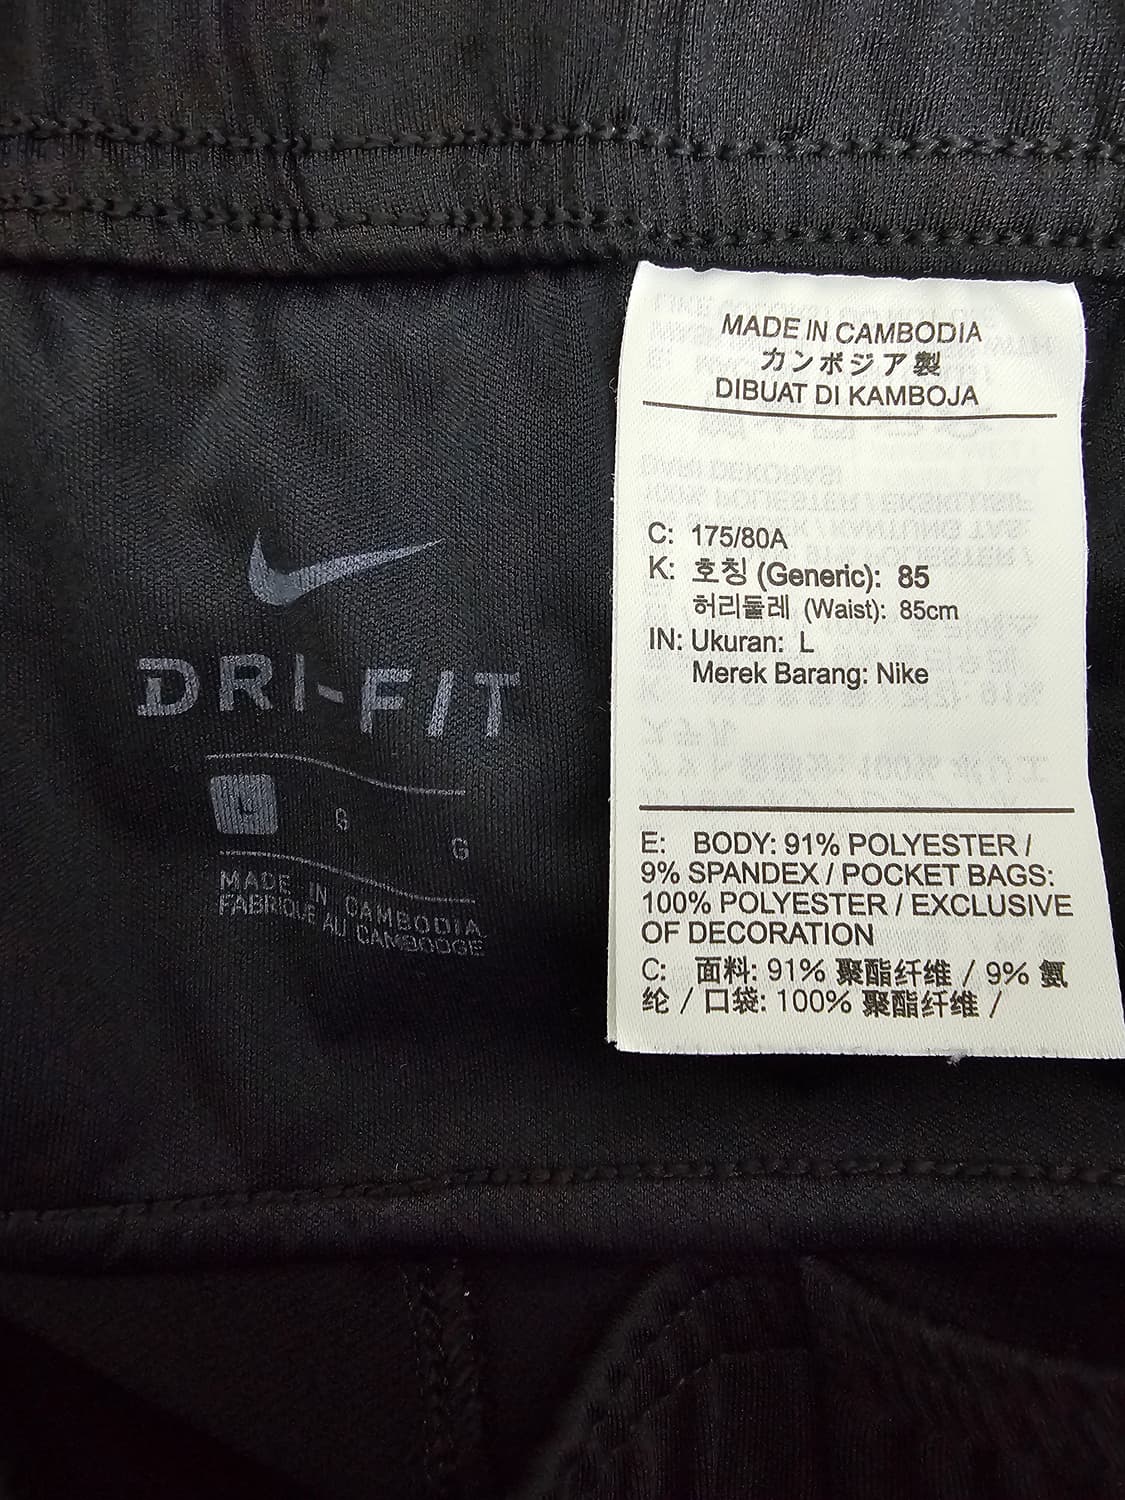 DRI-FIT
L G G
MADE IN CAMBODIA
FABRIQUÉ AU CAMBODGE
MADE IN CAMBODIA
カンボジア製
DIBUAT DI KAMBOJA
C: 175/80A
K: 호칭 (Generic): 85
허리둘레 (Waist): 85cm
IN: Ukuran: L
Merek Barang: Nike
E: BODY: 91% POLYESTER /
9% SPANDEX / POCKET BAGS:
100% POLYESTER / EXCLUSIVE
OF DECORATION
C: 面料: 91% 聚酯纤维 / 9% 氨
纶 / 口袋: 100% 聚酯纤维 /